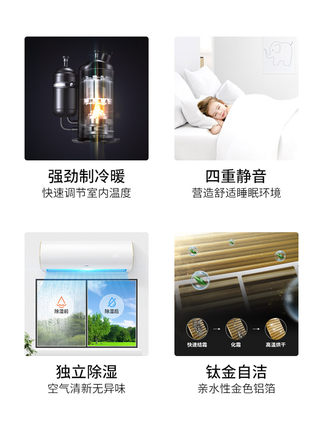 强劲制冷暖
快速调节室内温度
四重静音
营造舒适睡眠环境
除湿前
除湿后
独立除湿
空气清新无异味
快速结霜
化霜
高温烘干
钛金自洁
亲水性金色铝箔